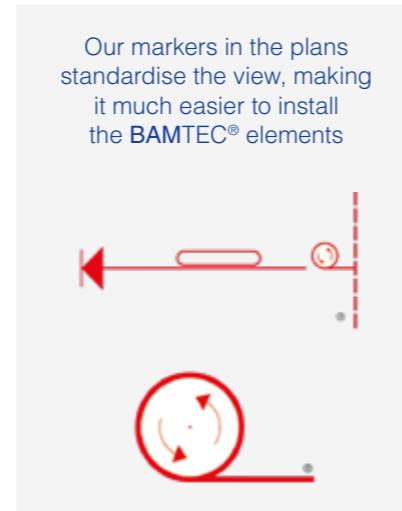 Our markers in the plans
standardise the view, making
it much easier to install
the BAMTEC® elements
®
®